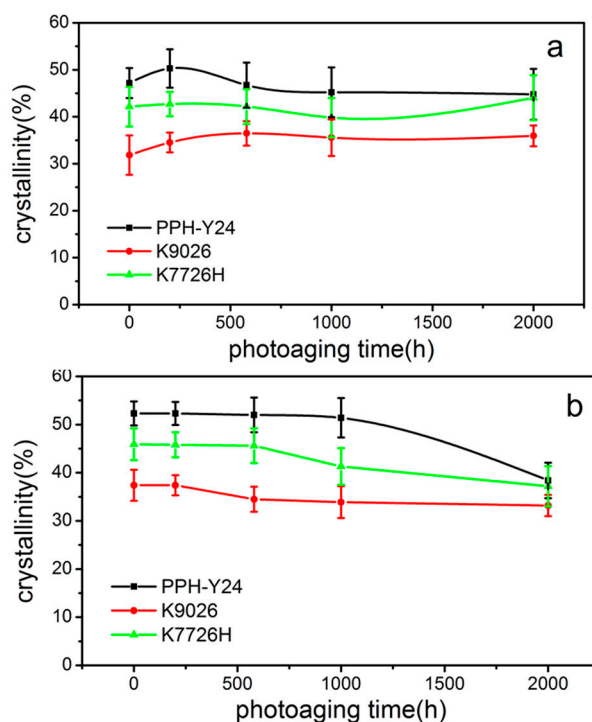 60
a
50
40
30
20
10
0
crystallinity(%)
PPH-Y24
K9026
K7726H
0 500 1000 1500 2000
photoaging time(h)
60
b
50
40
30
20
10
0
crystallinity(%)
PPH-Y24
K9026
K7726H
0 500 1000 1500 2000
photoaging time(h)